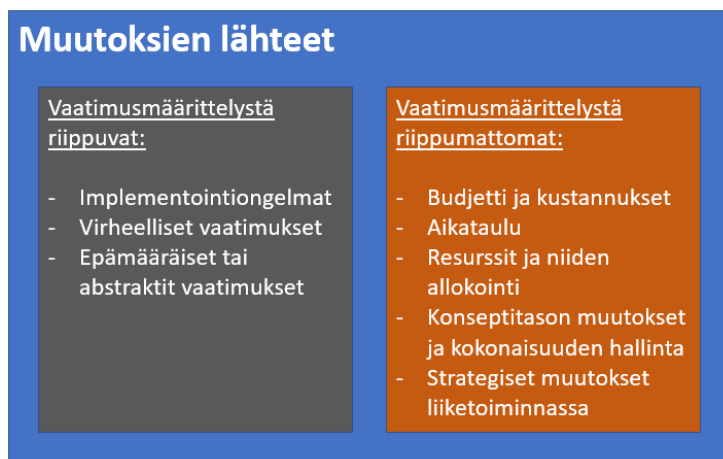 Muutoksien lähteet
Vaatimusmäärittelystä
riippuvat:
- Implementointiongelmat
- Virheelliset vaatimukset
- Epämääräiset tai
abstraktit vaatimukset
Vaatimusmäärittelystä
riippumattomat:
- Budjetti ja kustannukset
- Aikataulu
- Resurssit ja niiden
allokointi
- Konseptitason muutokset
ja kokonaisuuden hallinta
- Strategiset muutokset
liiketoiminnassa